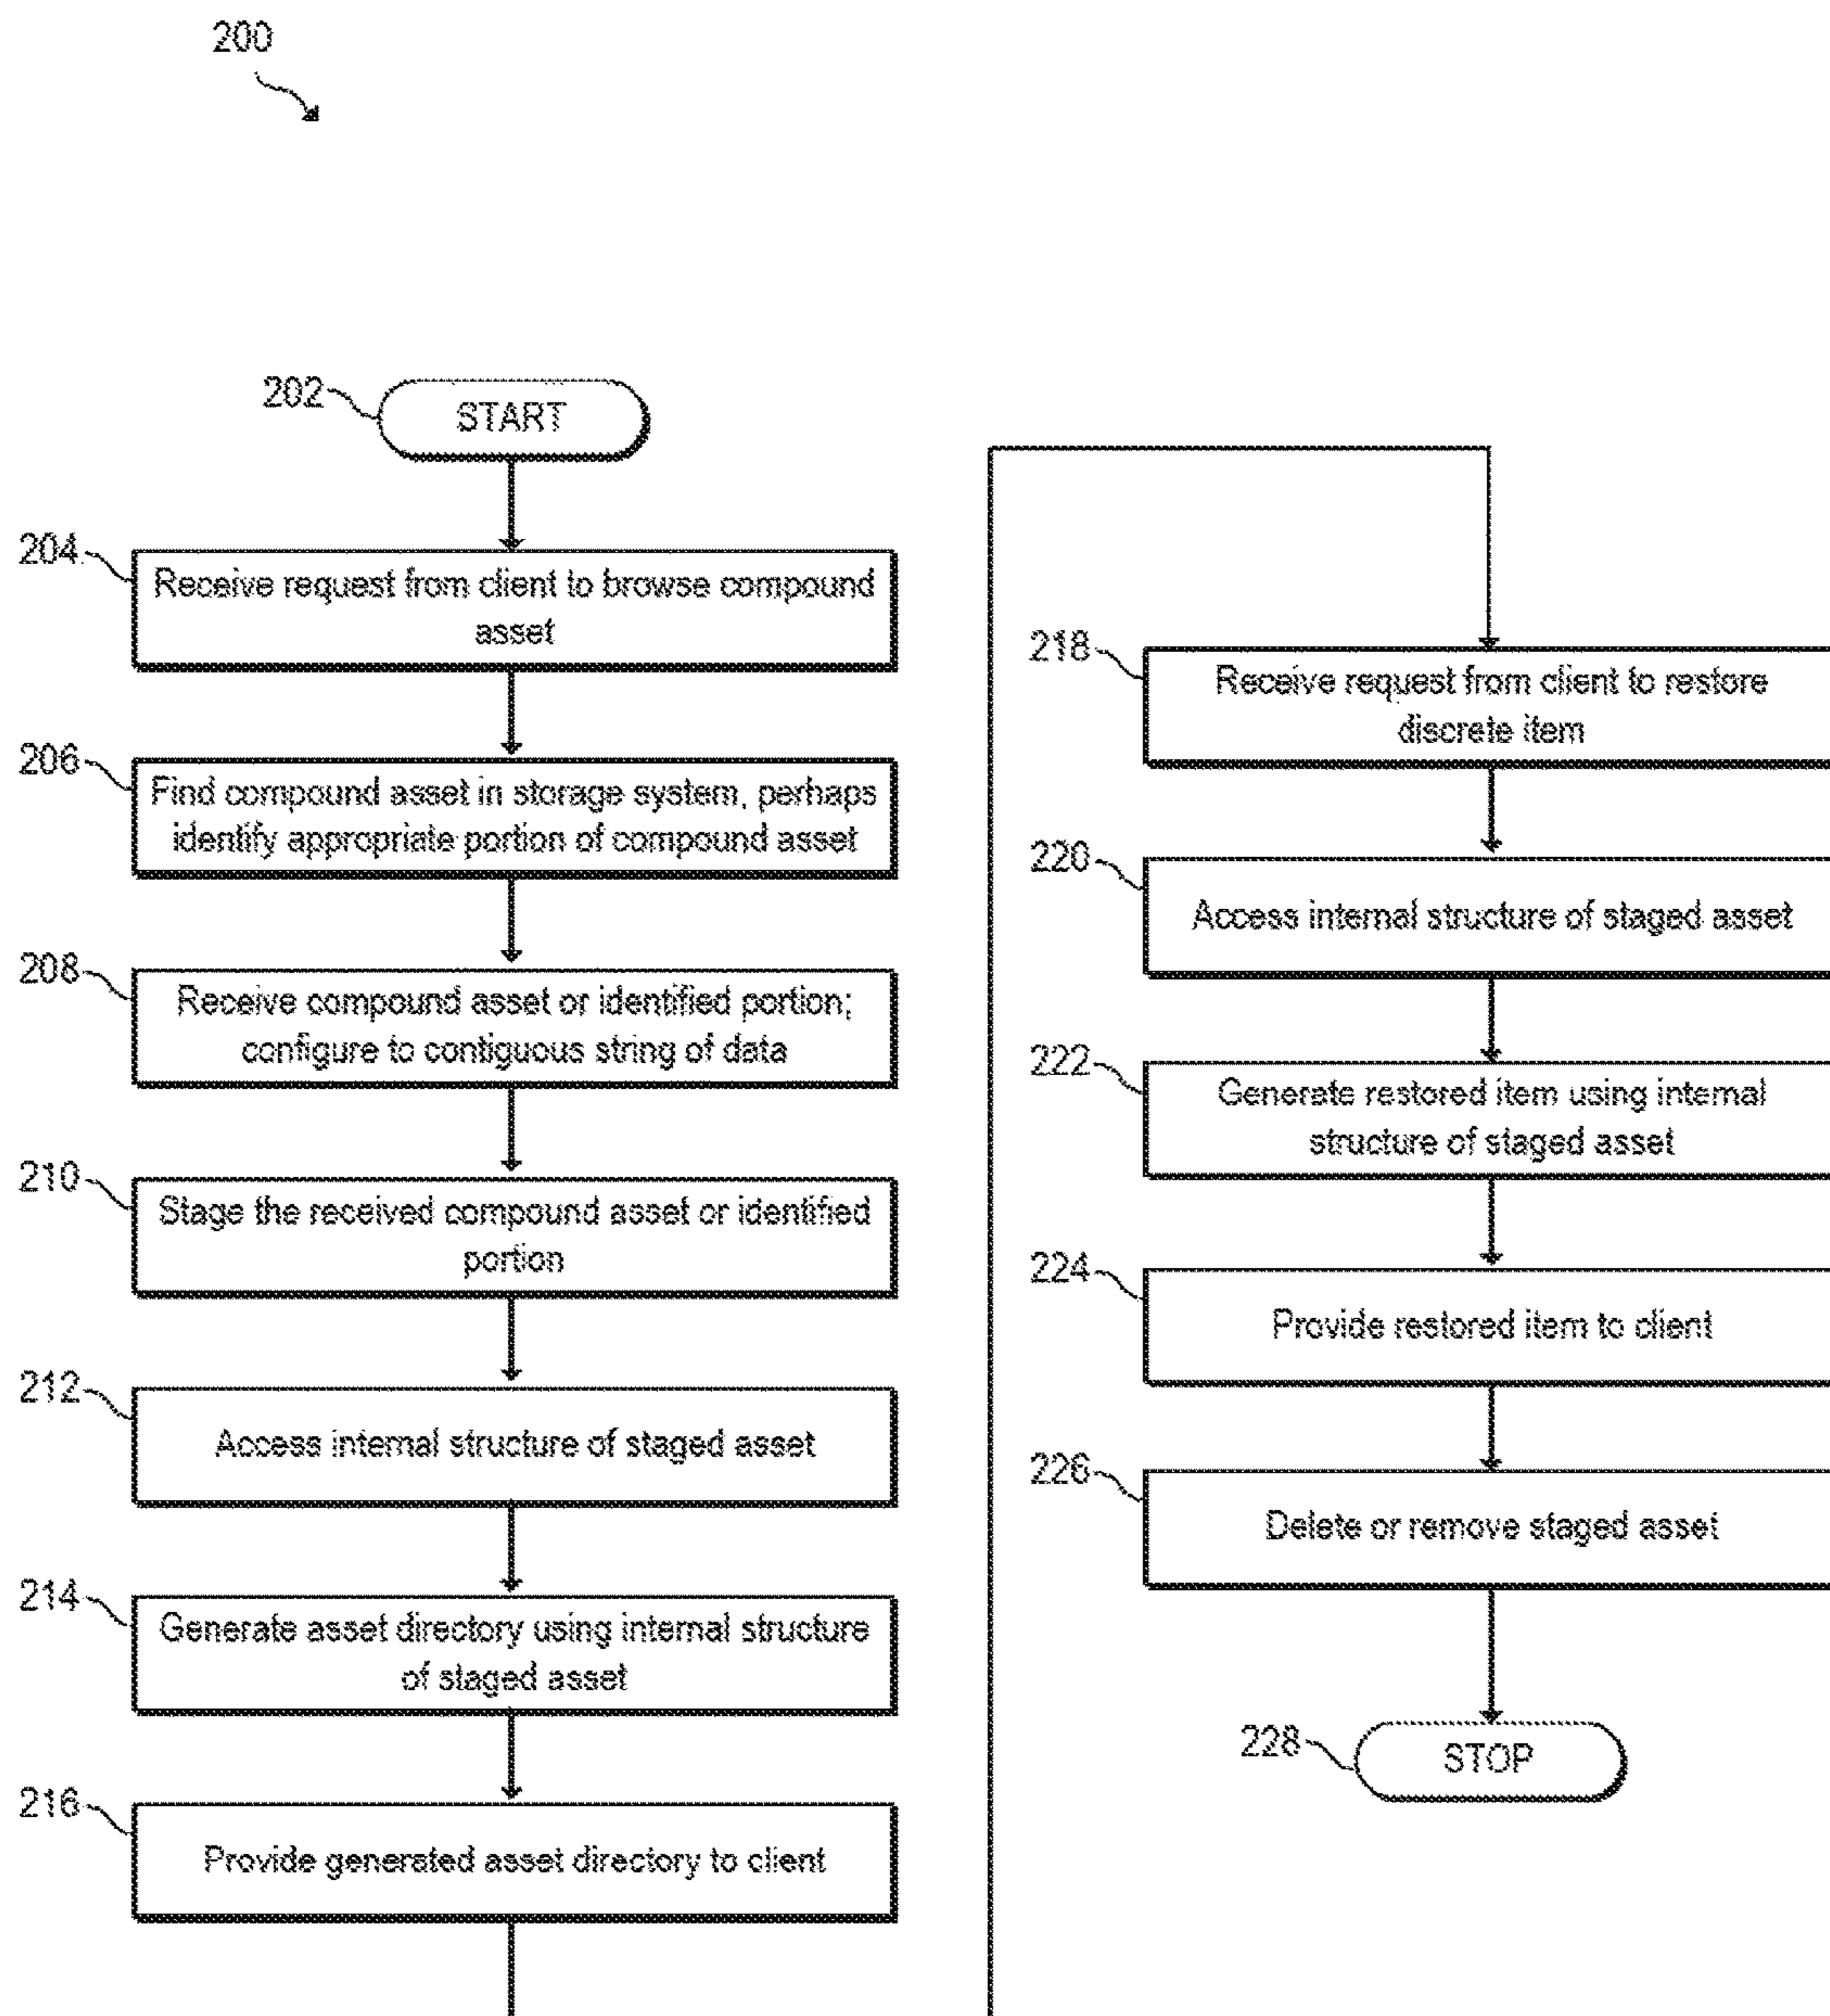 200
202
START
204
Receive request from client to browse compound
asset
206
Find compound asset in storage system, perhaps
identify appropriate portion of compound asset
208
Receive compound asset or identified portion;
configure to contiguous string of data
210
Stage the received compound asset or identified
portion
212
Access internal structure of staged asset
214
Generate asset directory using internal structure
of staged asset
216
Provide generated asset directory to client
218
Receive request from client to restore
discrete item
220
Access internal structure of staged asset
222
Generate restored item using internal
structure of staged asset
224
Provide restored item to client
226
Delete or remove staged asset
228
STOP